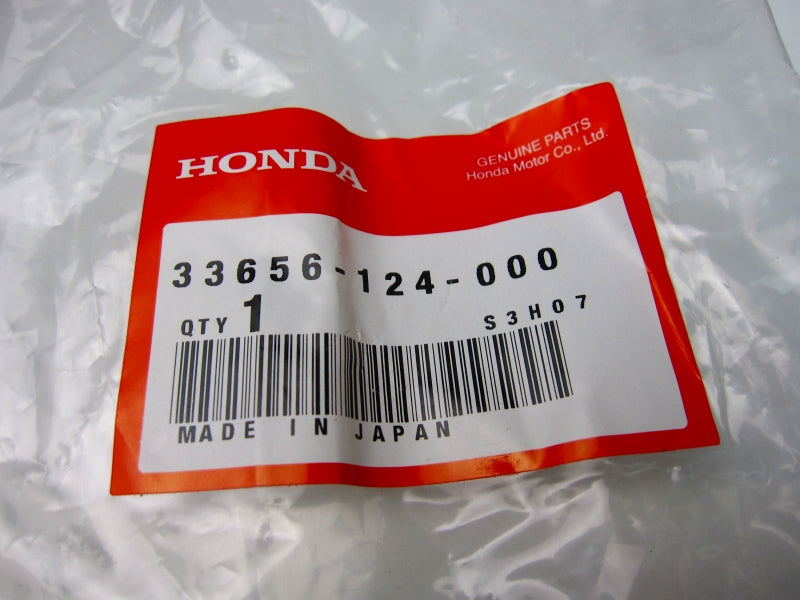 HONDA
GENUINE PARTS
Honda Motor Co., Ltd.
33656-124-000
QTY 1
S3H07
MADE IN JAPAN